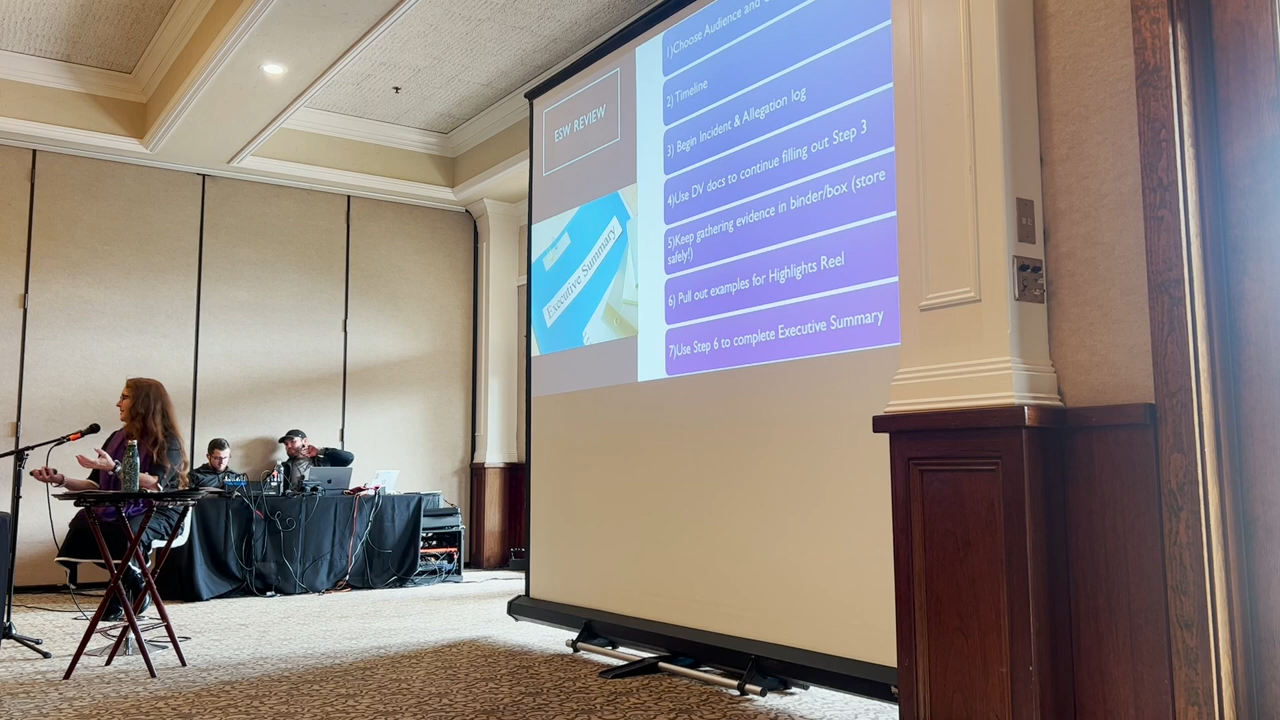 ESW REVIEW
Executive Summary
1)Choose Audience and
2) Timeline
3) Begin Incident & Allegation log
4)Use DV docs to continue filling out Step 3
5)Keep gathering evidence in binder/box (store
safely!)
6) Pull out examples for Highlights Reel
7)Use Step 6 to complete Executive Summary